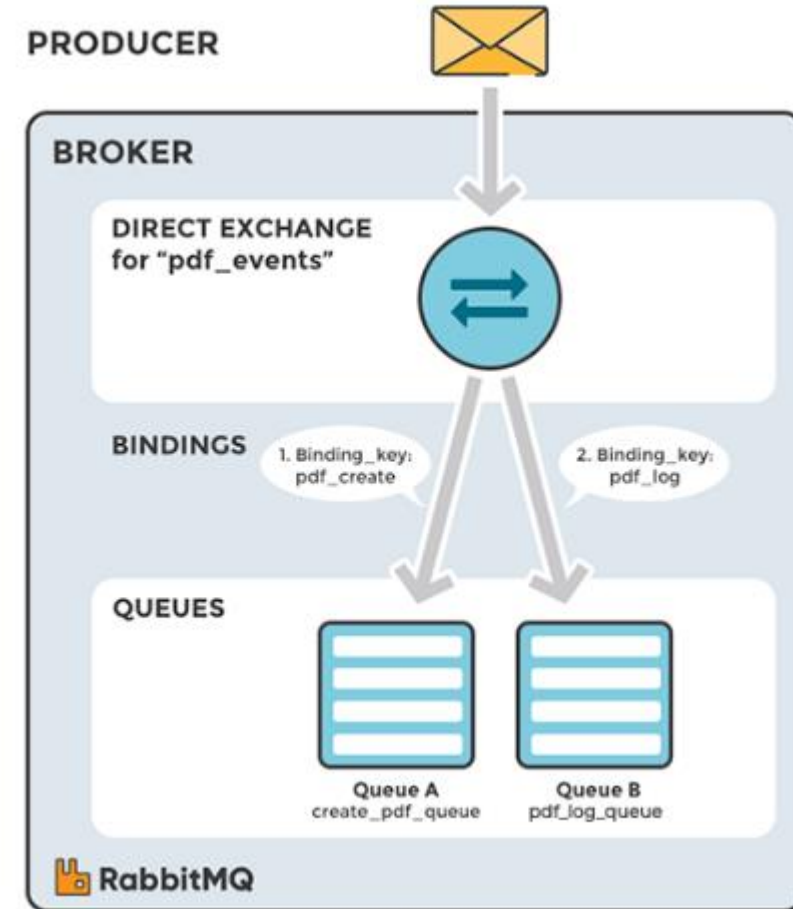 PRODUCER
BROKER
DIRECT EXCHANGE
for “pdf_events”
BINDINGS
1. Binding_key:
pdf_create
2. Binding_key:
pdf_log
QUEUES
Queue A
create_pdf_queue
Queue B
pdf_log_queue
RabbitMQ